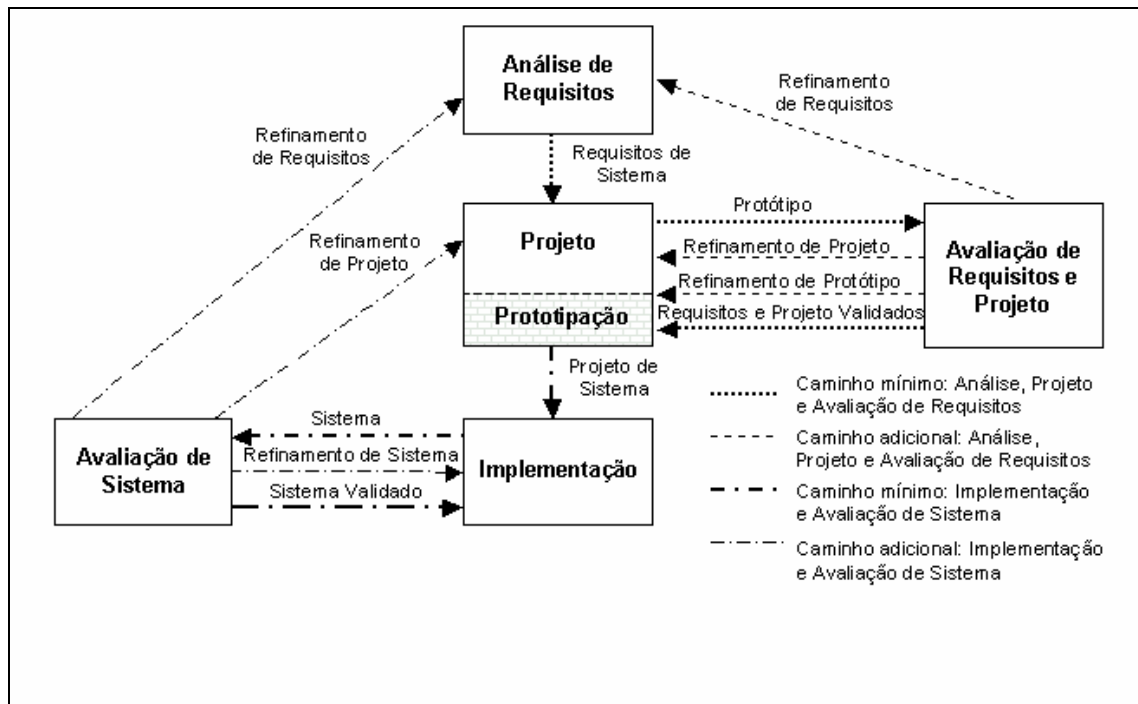 Análise de
Requisitos
Refinamento
de Requisitos
Refinamento
de Requisitos
Requisitos de
Sistema
Refinamento
de Projeto
Projeto
Prototipação
Protótipo
Refinamento de Projeto
Refinamento de Protótipo
Requisitos e Projeto Validados
Avaliação de
Requisitos e
Projeto
Projeto de
Sistema
Avaliação de
Sistema
Sistema
Refinamento de Sistema
Sistema Validado
Implementação
Caminho mínimo: Análise, Projeto
e Avaliação de Requisitos
Caminho adicional: Análise,
Projeto e Avaliação de Requisitos
Caminho mínimo: Implementação
e Avaliação de Sistema
Caminho adicional: Implementação
e Avaliação de Sistema